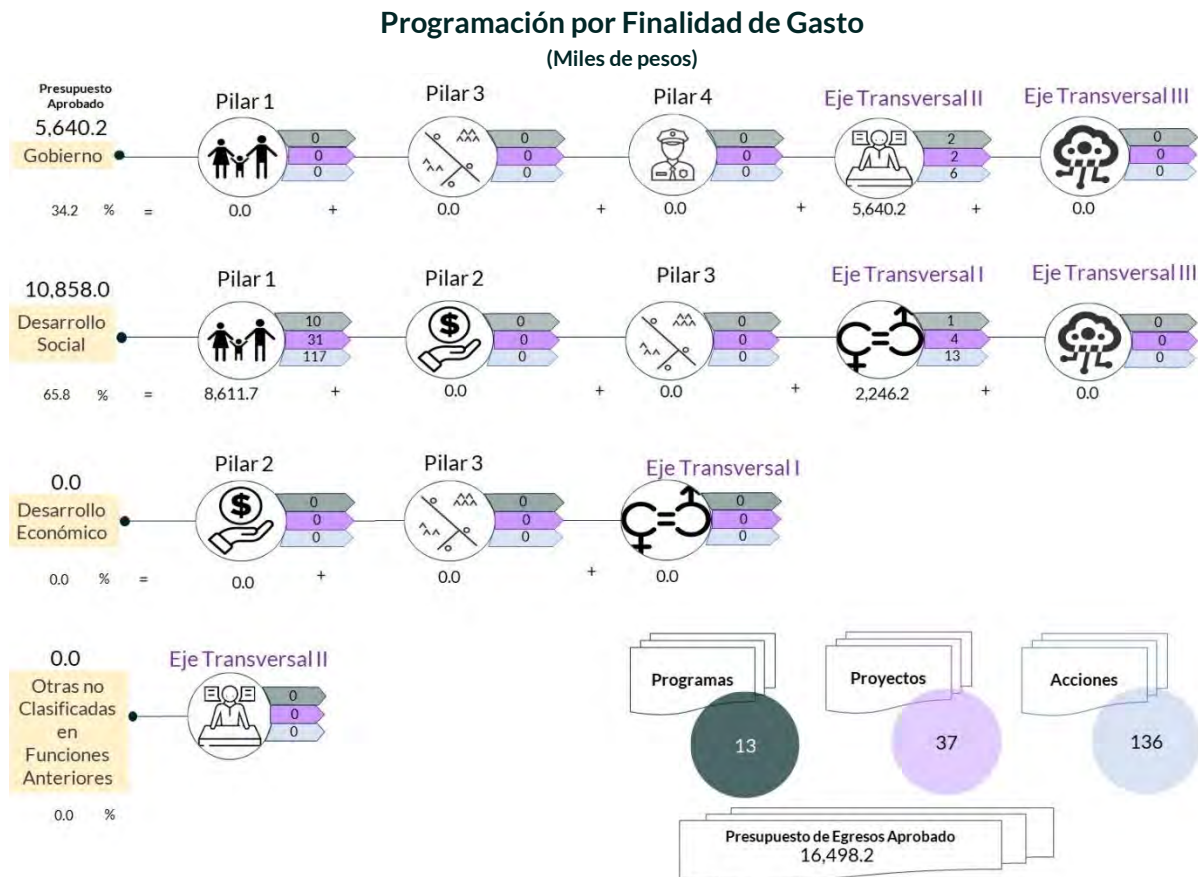 Programación por Finalidad de Gasto
(Miles de pesos)
Presupuesto
Aprobado
5,640.2
Gobierno
Pilar 1
0
0
0
Pilar 3
0
0
0
Pilar 4
0
0
0
Eje Transversal II
2
2
6
Eje Transversal III
0
0
0
34.2 % = 0.0 + 0.0 + 0.0 + 5,640.2 + 0.0
10,858.0
Desarrollo
Social
Pilar 1
10
31
117
Pilar 2
0
0
0
Pilar 3
0
0
0
Eje Transversal I
1
4
13
Eje Transversal III
0
0
0
65.8 % = 8,611.7 + 0.0 + 0.0 + 2,246.2 + 0.0
0.0
Desarrollo
Económico
Pilar 2
0
0
0
Pilar 3
0
0
0
Eje Transversal I
0
0
0
0.0 % = 0.0 + 0.0 + 0.0
0.0
Otras no
Clasificadas
en
Funciones
Anteriores
Eje Transversal II
0
0
0
0.0 %
Programas
13
Proyectos
37
Acciones
136
Presupuesto de Egresos Aprobado
16,498.2